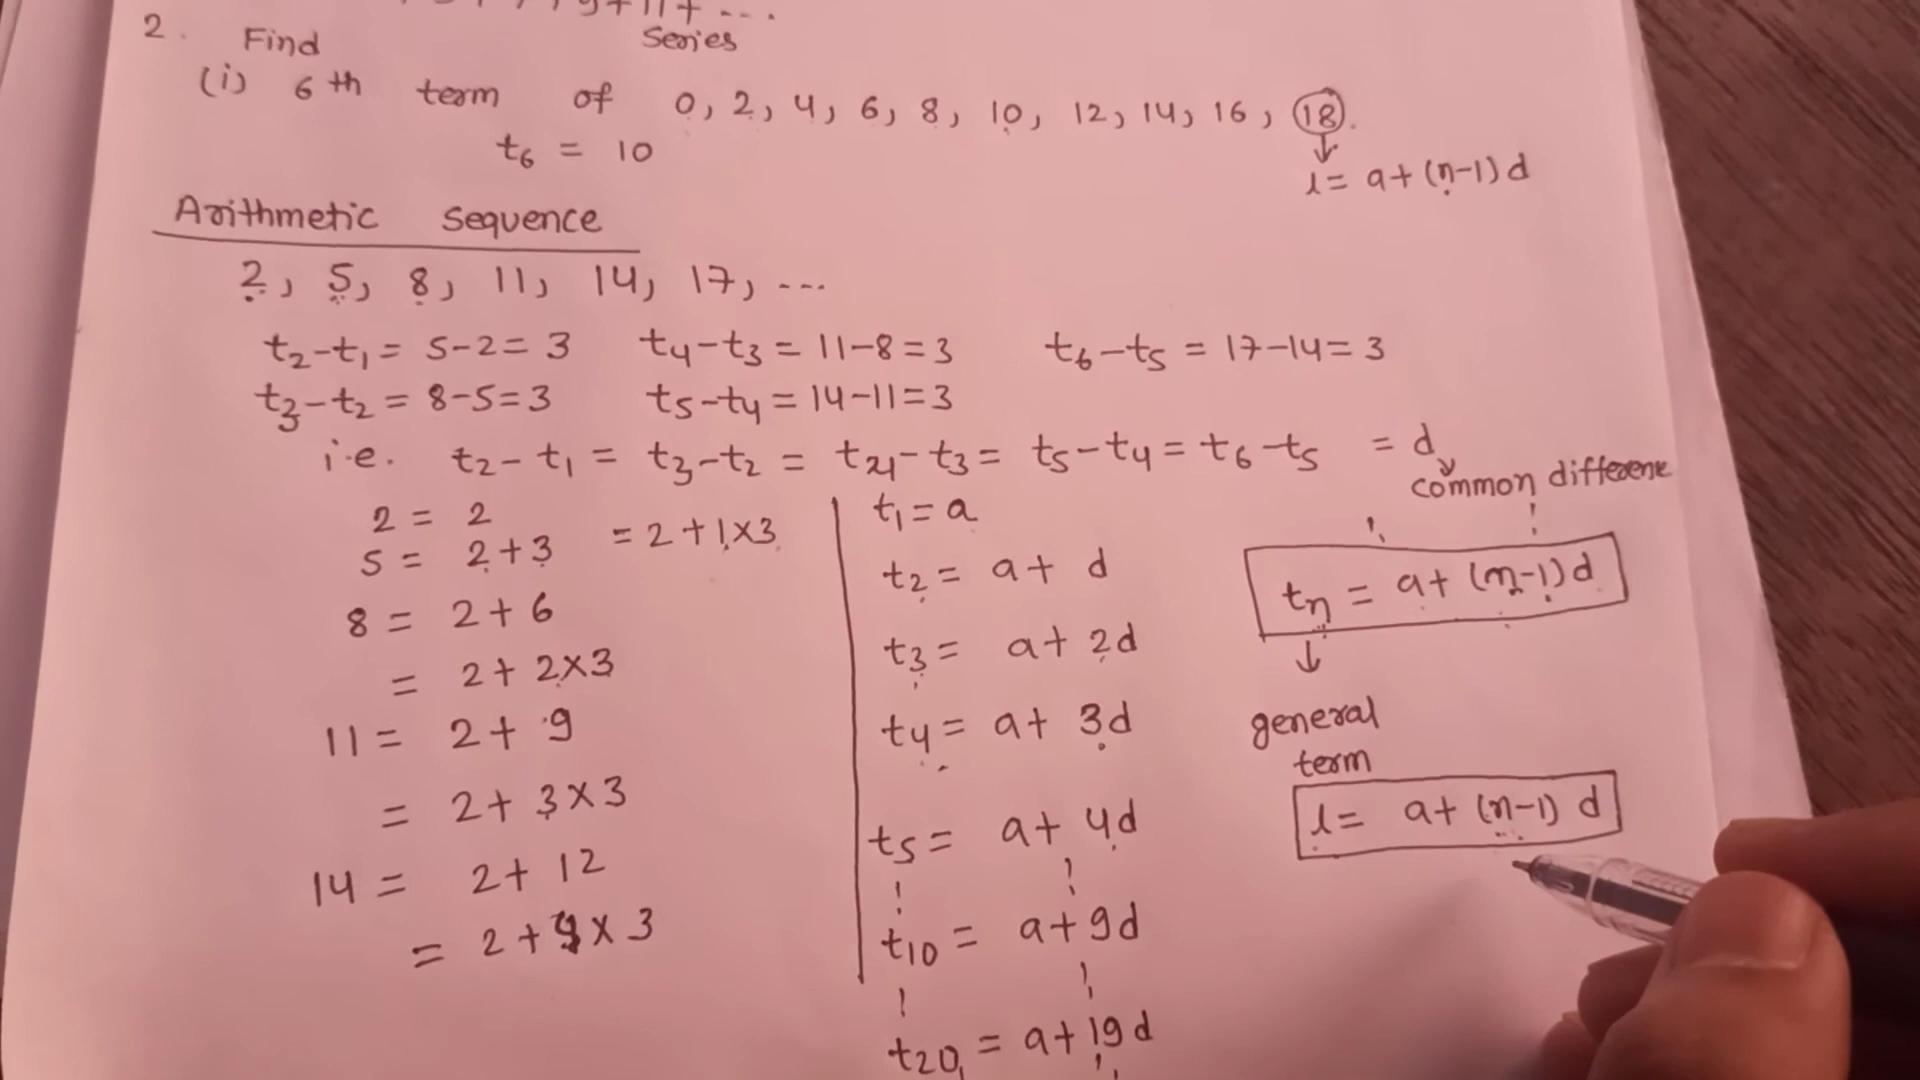 9+11+ ...
Series
2. Find
(i) 6th term of 0, 2, 4, 6, 8, 10, 12, 14, 16, 18.
t₆ = 10
↓
l = a+(n-1)d
Arithmetic Sequence
2, 5, 8, 11, 14, 17, ...
t₂-t₁ = 5-2= 3 t₄-t₃ = 11-8=3 t₆-t₅ = 17-14=3
t₃-t₂ = 8-5=3 t₅-t₄ = 14-11=3
i.e. t₂-t₁ = t₃-t₂ = t₄-t₃ = t₅-t₄ = t₆-t₅ = d
common difference
2 = 2
5 = 2+3 = 2+1×3
8 = 2+6
= 2+ 2×3
11 = 2+ 9
= 2+ 3×3
14 = 2+ 12
= 2+4×3
t₁ = a
t₂ = a+ d
t₃ = a+ 2d
t₄ = a+ 3d
t₅ = a+ 4d
t₁₀ = a+9d
t₂₀ = a+19d
tₙ = a+ (n-1)d
↓
general
term
l = a+ (n-1) d